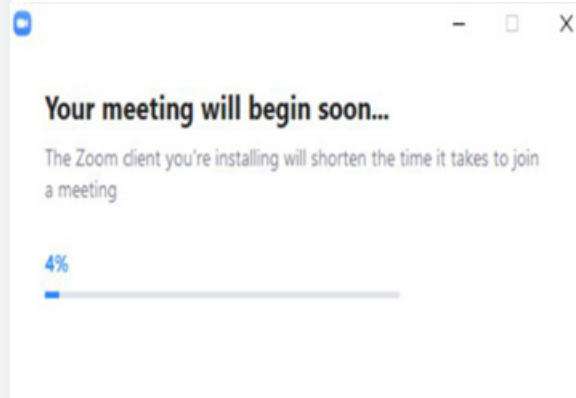 Your meeting will begin soon...
The Zoom client you're installing will shorten the time it takes to join
a meeting
4%